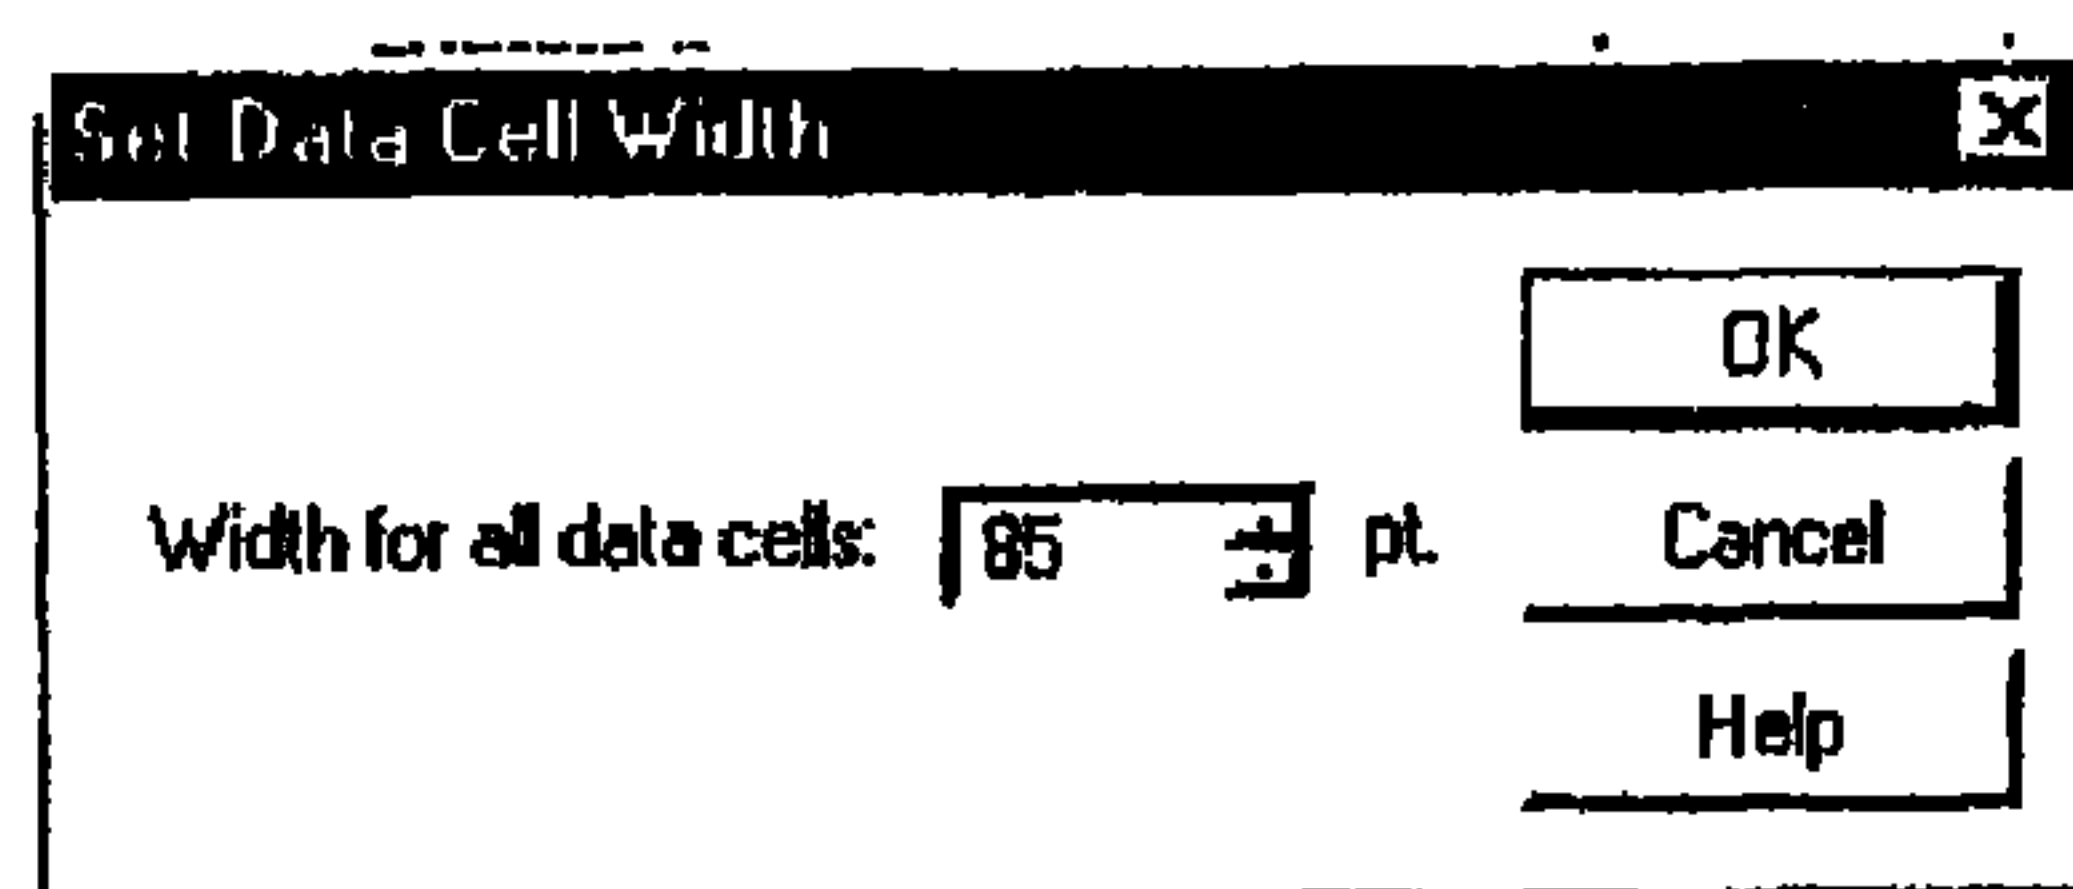 Set Data Cell Width
OK
Width for all data cells: 85 pt. Cancel
Help